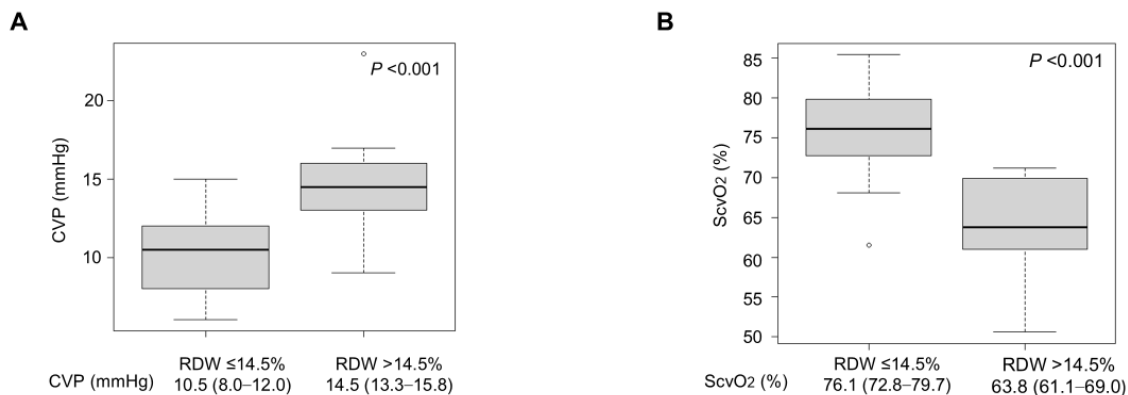 A
P <0.001
20
15
10
CVP (mmHg)
RDW ≤14.5%
RDW >14.5%
CVP (mmHg)
10.5 (8.0–12.0)
14.5 (13.3–15.8)
B
P <0.001
85
80
75
70
65
60
55
50
ScvO2 (%)
RDW ≤14.5%
RDW >14.5%
ScvO2 (%)
76.1 (72.8–79.7)
63.8 (61.1–69.0)